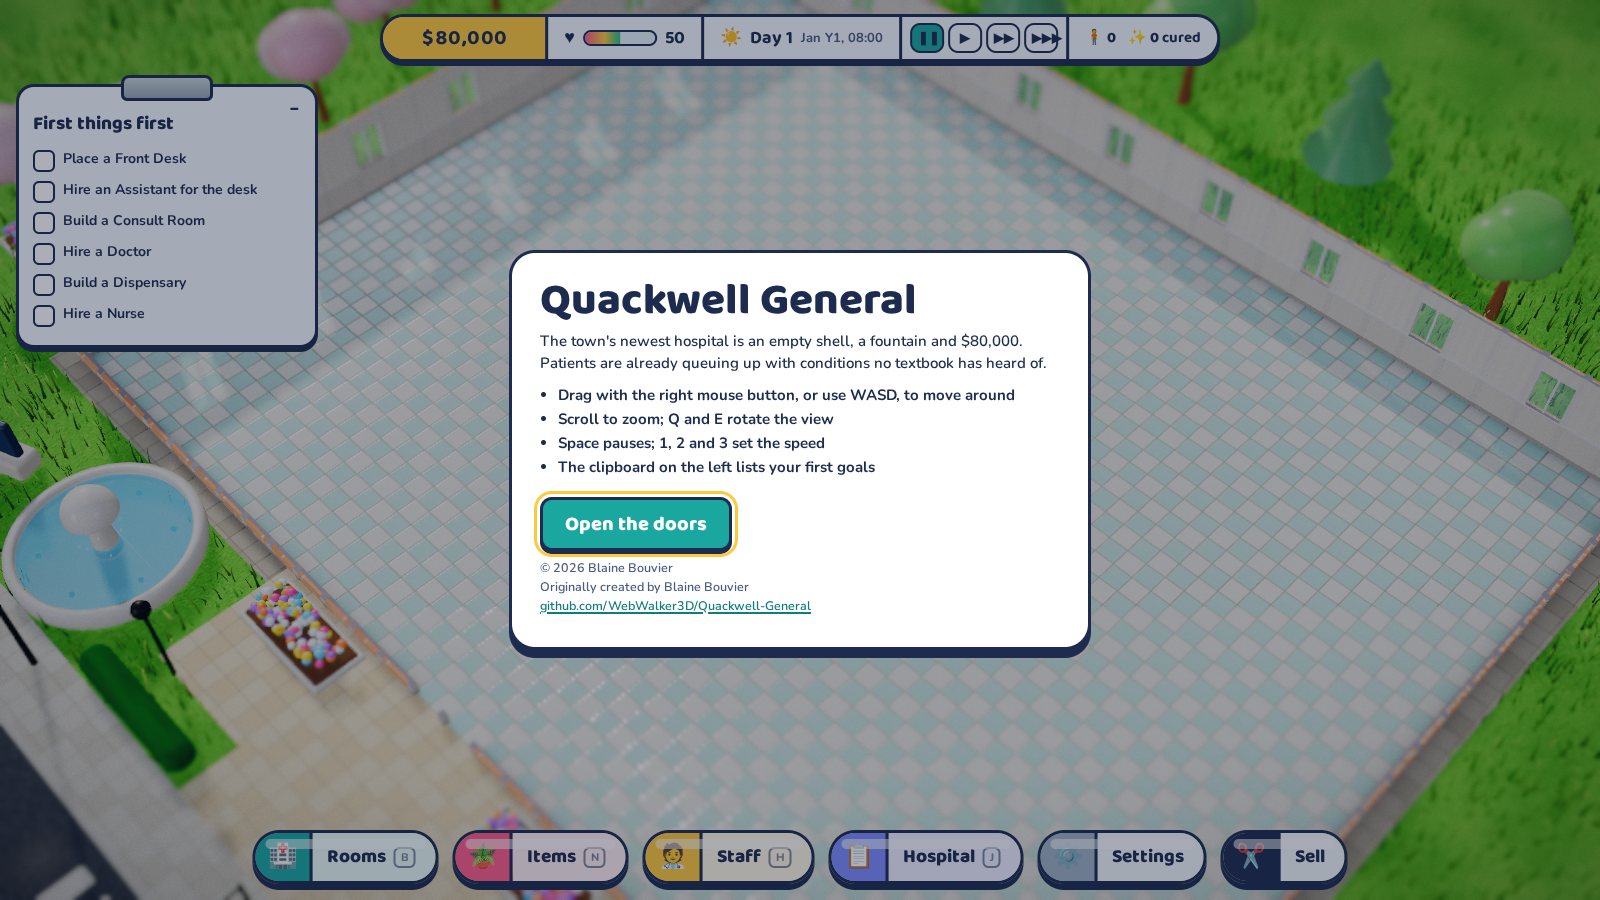 $80,000
♥ 50
Day 1 Jan Y1, 08:00
0
0 cured
First things first
Place a Front Desk
Hire an Assistant for the desk
Build a Consult Room
Hire a Doctor
Build a Dispensary
Hire a Nurse
Quackwell General
The town's newest hospital is an empty shell, a fountain and $80,000.
Patients are already queuing up with conditions no textbook has heard of.
• Drag with the right mouse button, or use WASD, to move around
• Scroll to zoom; Q and E rotate the view
• Space pauses; 1, 2 and 3 set the speed
• The clipboard on the left lists your first goals
Open the doors
© 2026 Blaine Bouvier
Originally created by Blaine Bouvier
github.com/WebWalker3D/Quackwell-General
Rooms B
Items N
Staff H
Hospital J
Settings
Sell